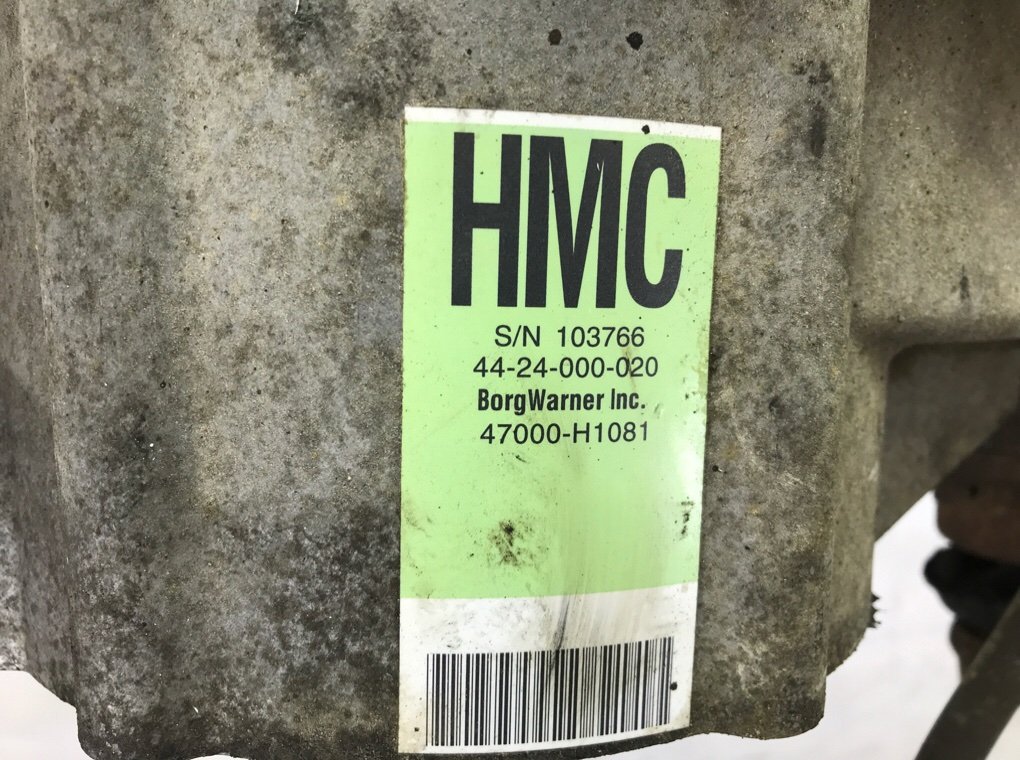 HMC
S/N 103766
44-24-000-020
BorgWarner Inc.
47000-H1081